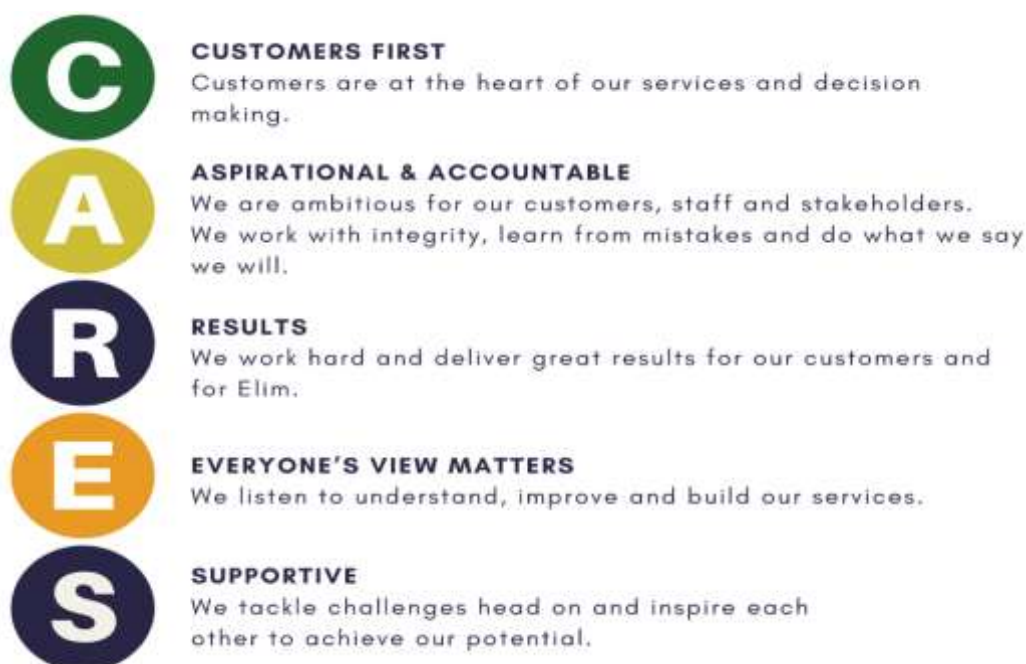 C
CUSTOMERS FIRST
Customers are at the heart of our services and decision
making.
A
ASPIRATIONAL & ACCOUNTABLE
We are ambitious for our customers, staff and stakeholders.
We work with integrity, learn from mistakes and do what we say
we will.
R
RESULTS
We work hard and deliver great results for our customers and
for Elim.
E
EVERYONE'S VIEW MATTERS
We listen to understand, improve and build our services.
S
SUPPORTIVE
We tackle challenges head on and inspire each
other to achieve our potential.